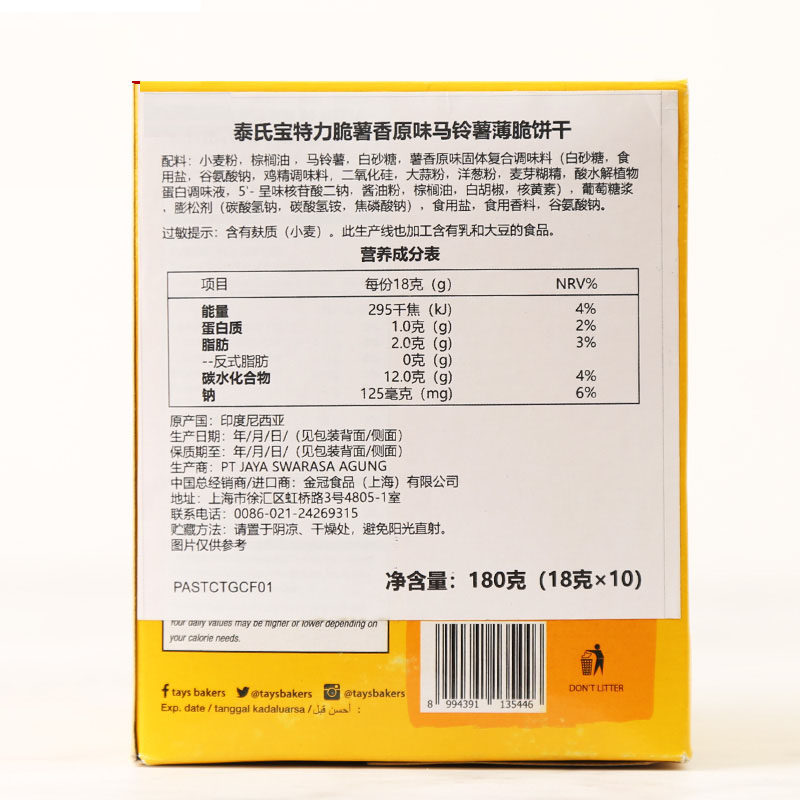 泰氏宝特力脆薯香原味马铃薯薄脆饼干
配料：小麦粉，棕榈油，马铃薯，白砂糖，薯香原味固体复合调味料（白砂糖，食
用盐，谷氨酸钠，鸡精调味料，二氧化硅，大蒜粉，洋葱粉，麦芽糊精，酸水解植物
蛋白调味液，5'- 呈味核苷酸二钠，酱油粉，棕榈油，白胡椒，核黄素），葡萄糖浆
，膨松剂（碳酸氢钠，碳酸氢铵，焦磷酸钠），食用盐，食用香料，谷氨酸钠。
过敏提示：含有麸质（小麦）。此生产线也加工含有乳和大豆的食品。
营养成分表
项目 每份18克（g） NRV%
能量 295千焦（kJ） 4%
蛋白质 1.0克（g） 2%
脂肪 2.0克（g） 3%
--反式脂肪 0克（g）
碳水化合物 12.0克（g） 4%
钠 125毫克（mg） 6%
原产国：印度尼西亚
生产日期：年/月/日/（见包装背面/侧面）
保质期至：年/月/日/（见包装背面/侧面）
生产商：PT JAYA SWARASA AGUNG
中国总经销商/进口商：金冠食品（上海）有限公司
地址：上海市徐汇区虹桥路3号4805-1室
联系电话：0086-021-24269315
贮藏方法：请置于阴凉、干燥处，避免阳光直射。
图片仅供参考
PASTCTGCF01 净含量：180克（18克×10）
Your daily values may be higher or lower depending on
your calorie needs.
8 994391 135446
DON'T LITTER
tays bakers @taysbakers @taysbakers
Exp. date / tanggal kadaluarsa / أحسن قبل :